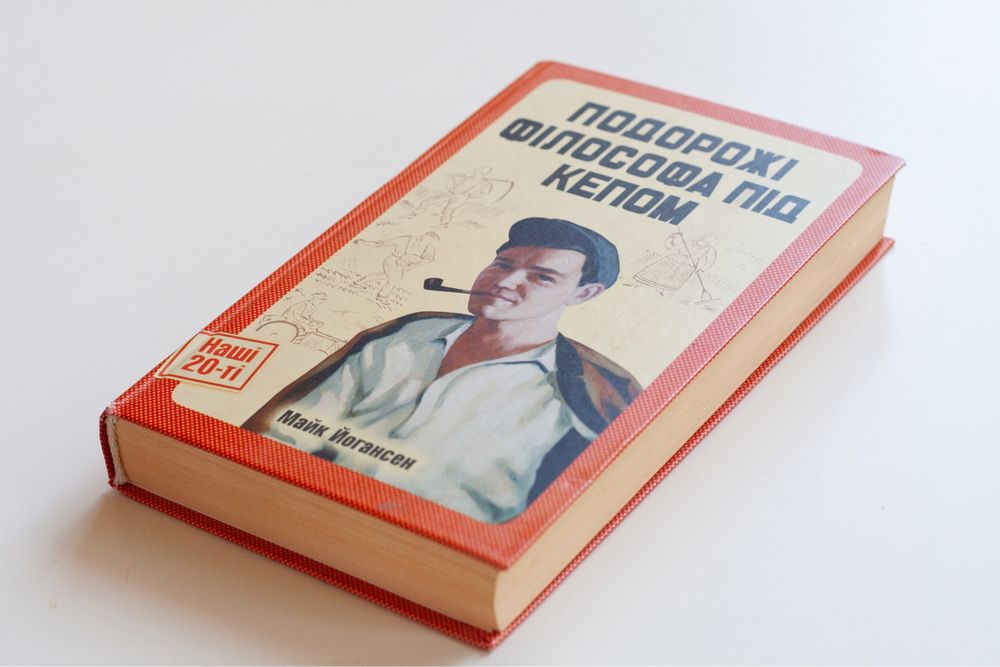 ПОДОРОЖІ
ФІЛОСОФА ПІД
КЕПОМ
Наші
20-ті
Майк Йогансен